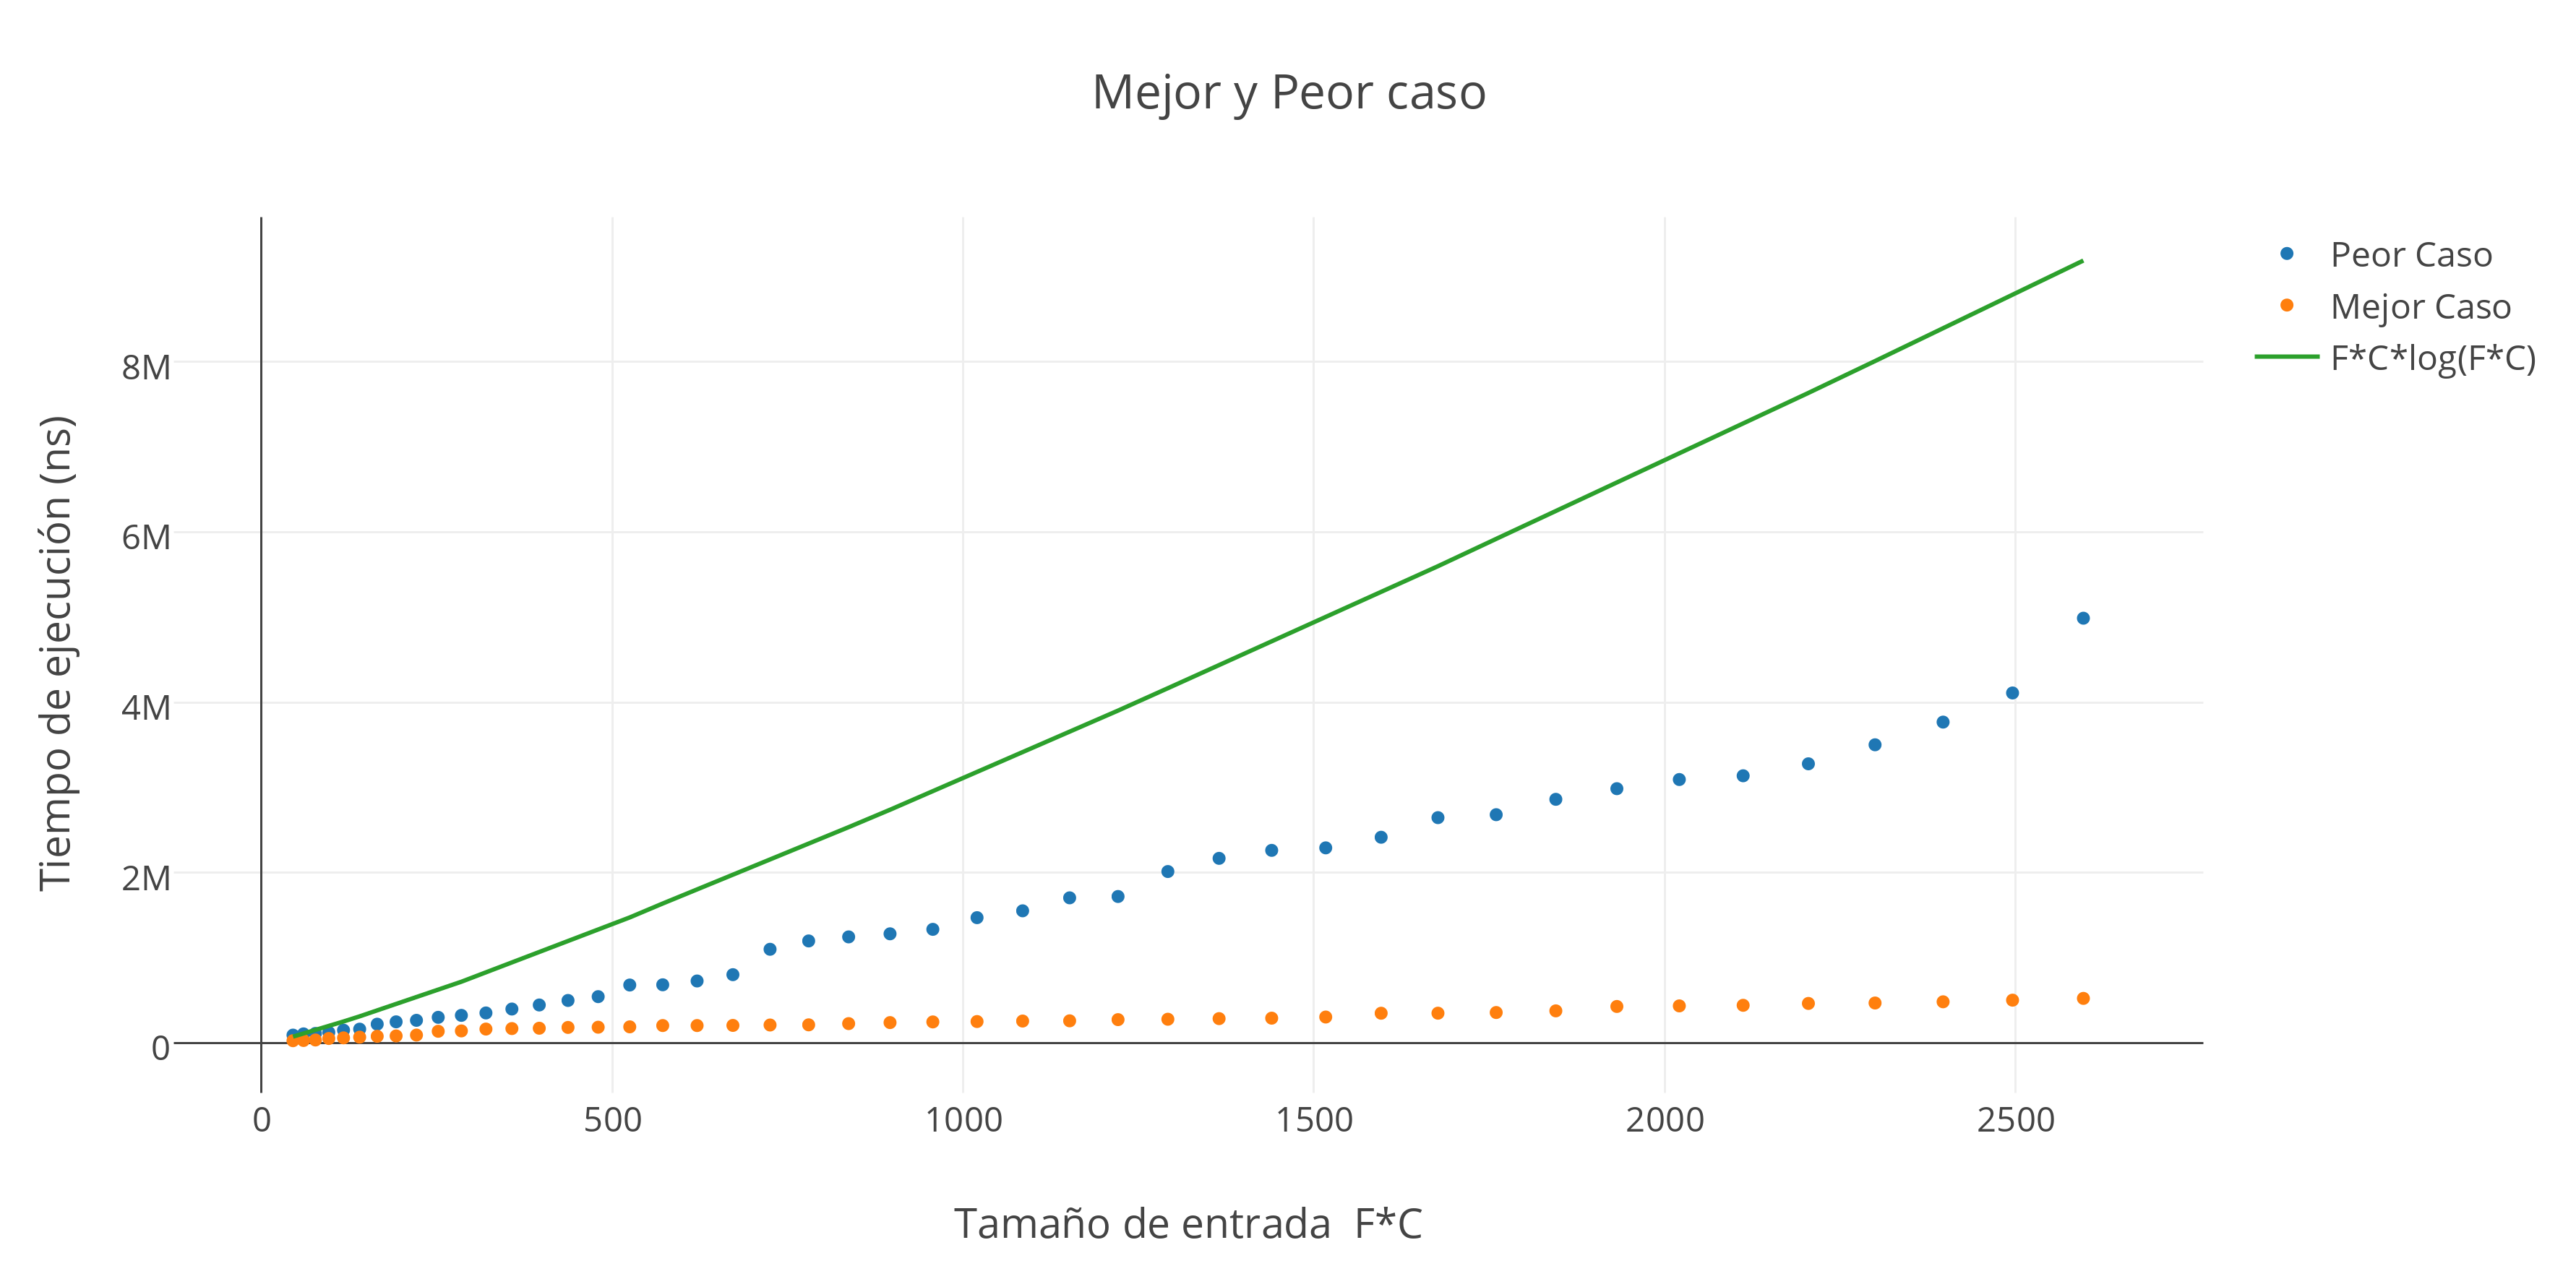 Mejor y Peor caso
Peor Caso
Mejor Caso
F*C*log(F*C)
Tiempo de ejecución (ns)
8M
6M
4M
2M
0
0 500 1000 1500 2000 2500
Tamaño de entrada F*C